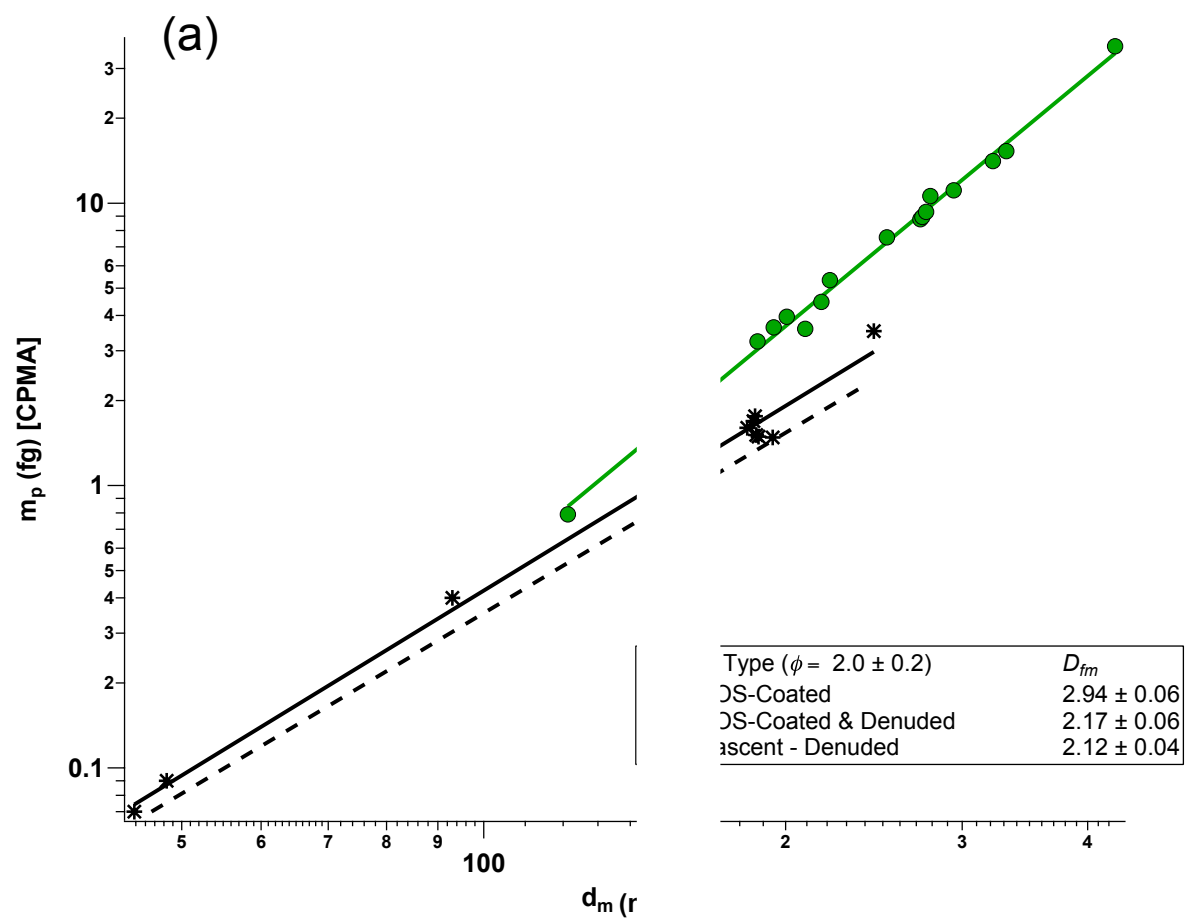 (a)
3
2
10
6
5
4
3
2
1
6
5
4
3
2
0.1
m_p (fg) [CPMA]
Type (ϕ = 2.0 ± 0.2) D_fm
OS-Coated 2.94 ± 0.06
OS-Coated & Denuded 2.17 ± 0.06
ascent - Denuded 2.12 ± 0.04
5 6 7 8 9 100 2 3 4
d_m (